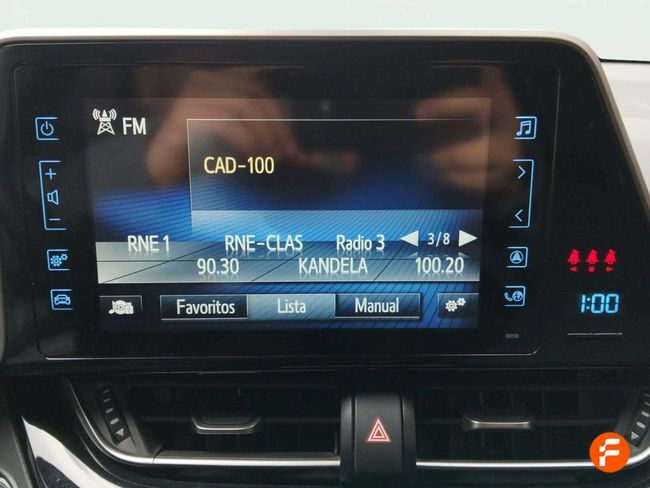 FM
CAD-100
RNE 1 RNE-CLAS Radio 3 3/8
90.30 KANDELA 100.20
Favoritos Lista Manual
1:00